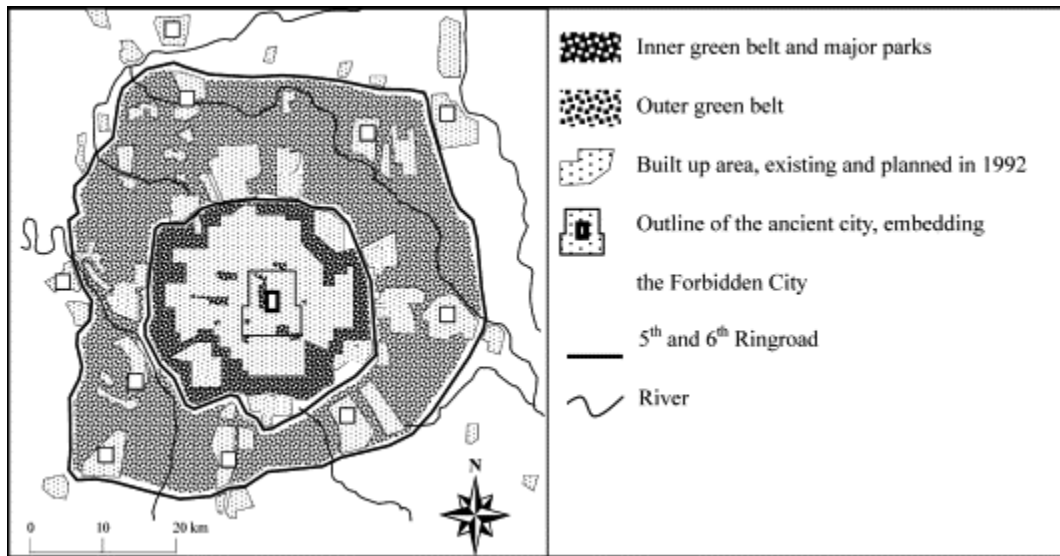 Inner green belt and major parks
Outer green belt
Built up area, existing and planned in 1992
Outline of the ancient city, embedding
the Forbidden City
5th and 6th Ringroad
River
N
0 10 20 km